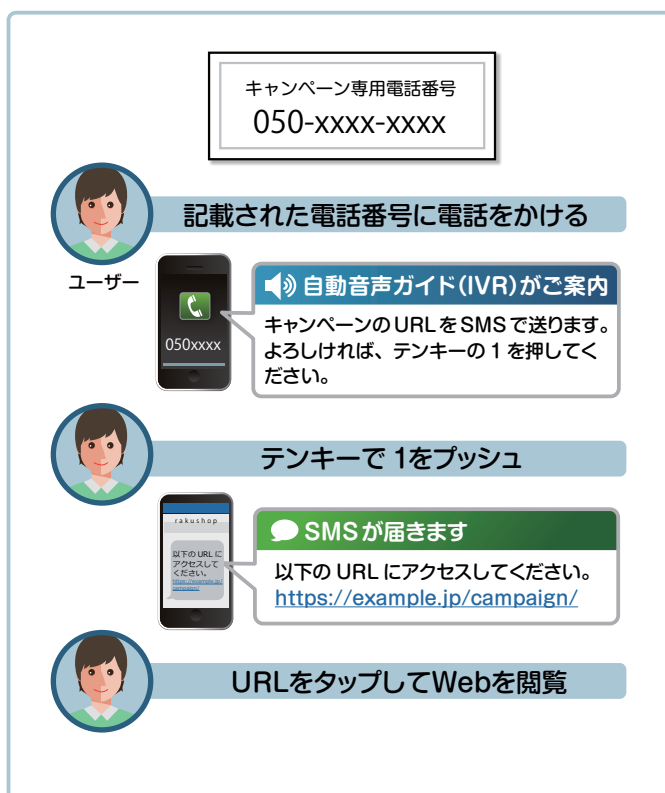 キャンペーン専用電話番号
050-xxxx-xxxx
記載された電話番号に電話をかける
ユーザー
050xxxx
自動音声ガイド(IVR)がご案内
キャンペーンのURLをSMSで送ります。
よろしければ、テンキーの1を押してく
ださい。
テンキーで 1をプッシュ
rakushop
以下の URL に
アクセスして
ください。
https://example.jp/
campaign/
SMSが届きます
以下の URL にアクセスしてください。
https://example.jp/campaign/
URLをタップしてWebを閲覧